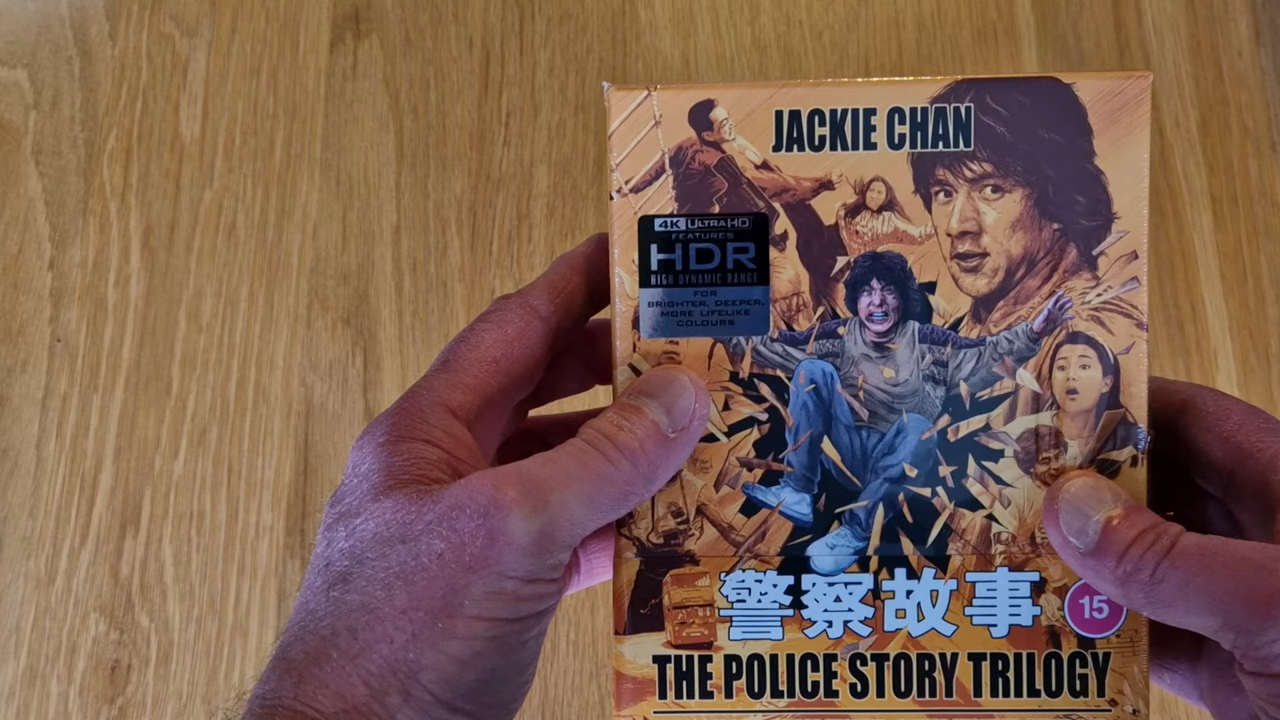 JACKIE CHAN
4K ULTRA HD
FEATURES
HDR
HIGH DYNAMIC RANGE
FOR
BRIGHTER, DEEPER,
MORE LIFELIKE
COLOURS
警察故事
15
THE POLICE STORY TRILOGY